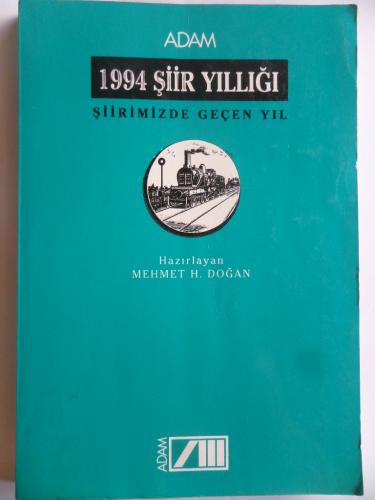 ADAM
1994 ŞİİR YILLIĞI
ŞİİRİMİZDE GEÇEN YIL
Hazırlayan
MEHMET H. DOĞAN
ADAM